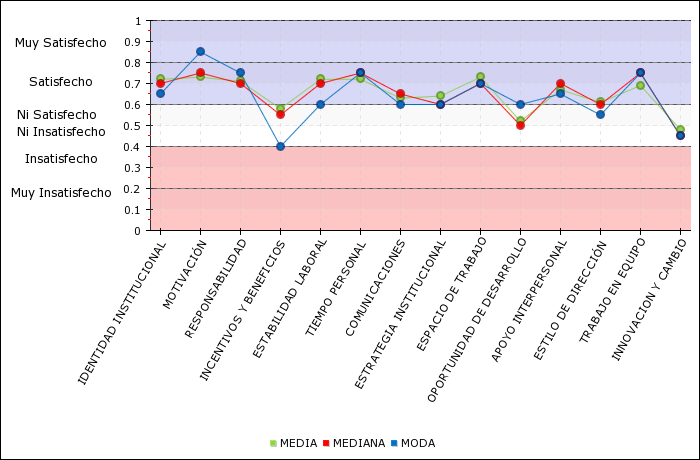 1
0.9
Muy Satisfecho
0.8
0.7
Satisfecho
0.6
Ni Satisfecho
0.5
Ni Insatisfecho
0.4
Insatisfecho
0.3
0.2
Muy Insatisfecho
0.1
0
IDENTIDAD INSTITUCIONAL
MOTIVACIÓN
RESPONSABILIDAD
INCENTIVOS Y BENEFICIOS
ESTABILIDAD LABORAL
TIEMPO PERSONAL
COMUNICACIONES
ESTRATEGIA INSTITUCIONAL
ESPACIO DE TRABAJO
OPORTUNIDAD DE DESARROLLO
APOYO INTERPERSONAL
ESTILO DE DIRECCIÓN
TRABAJO EN EQUIPO
INNOVACION Y CAMBIO
MEDIA MEDIANA MODA